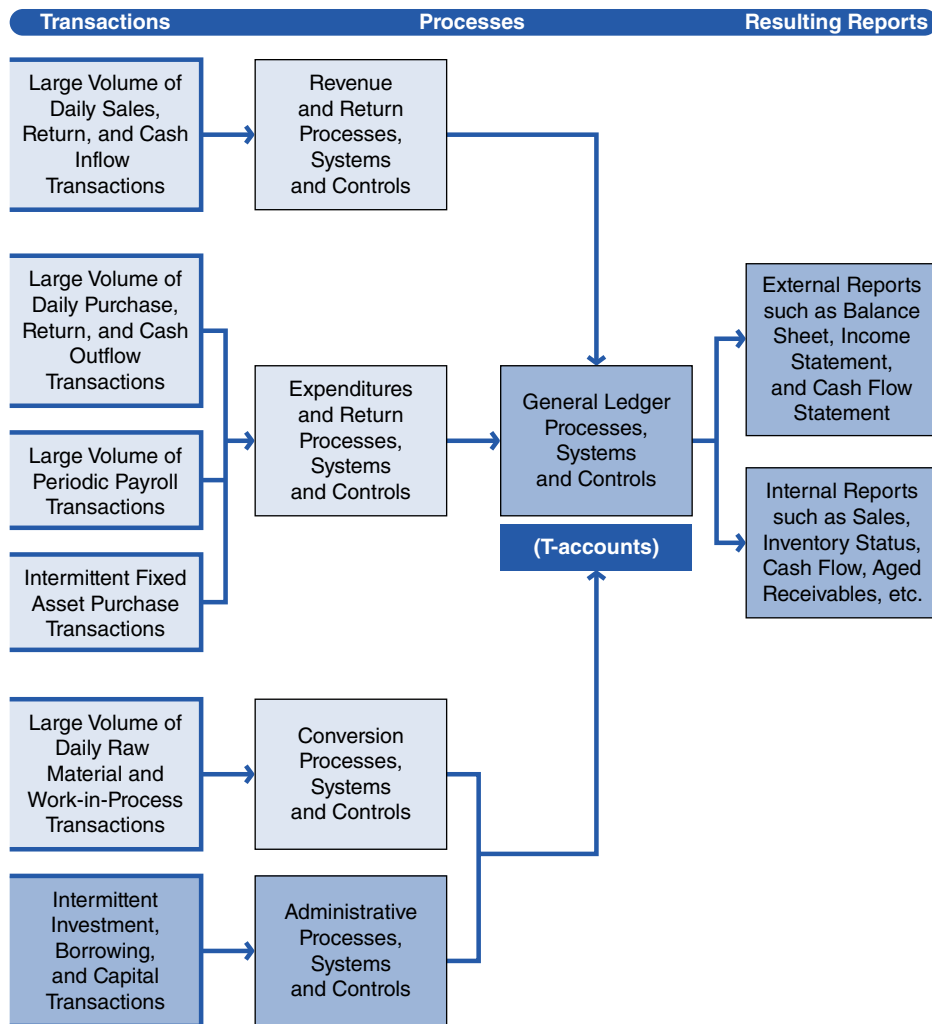 Transactions
Processes
Resulting Reports
Large Volume of
Daily Sales,
Return, and Cash
Inflow
Transactions
Revenue
and Return
Processes,
Systems
and Controls
Large Volume of
Daily Purchase,
Return, and Cash
Outflow
Transactions
Large Volume of
Periodic Payroll
Transactions
Intermittent Fixed
Asset Purchase
Transactions
Expenditures
and Return
Processes,
Systems
and Controls
General Ledger
Processes,
Systems
and Controls
(T-accounts)
External Reports
such as Balance
Sheet, Income
Statement,
and Cash Flow
Statement
Internal Reports
such as Sales,
Inventory Status,
Cash Flow, Aged
Receivables, etc.
Large Volume of
Daily Raw
Material and
Work-in-Process
Transactions
Conversion
Processes,
Systems
and Controls
Intermittent
Investment,
Borrowing,
and Capital
Transactions
Administrative
Processes,
Systems
and Controls